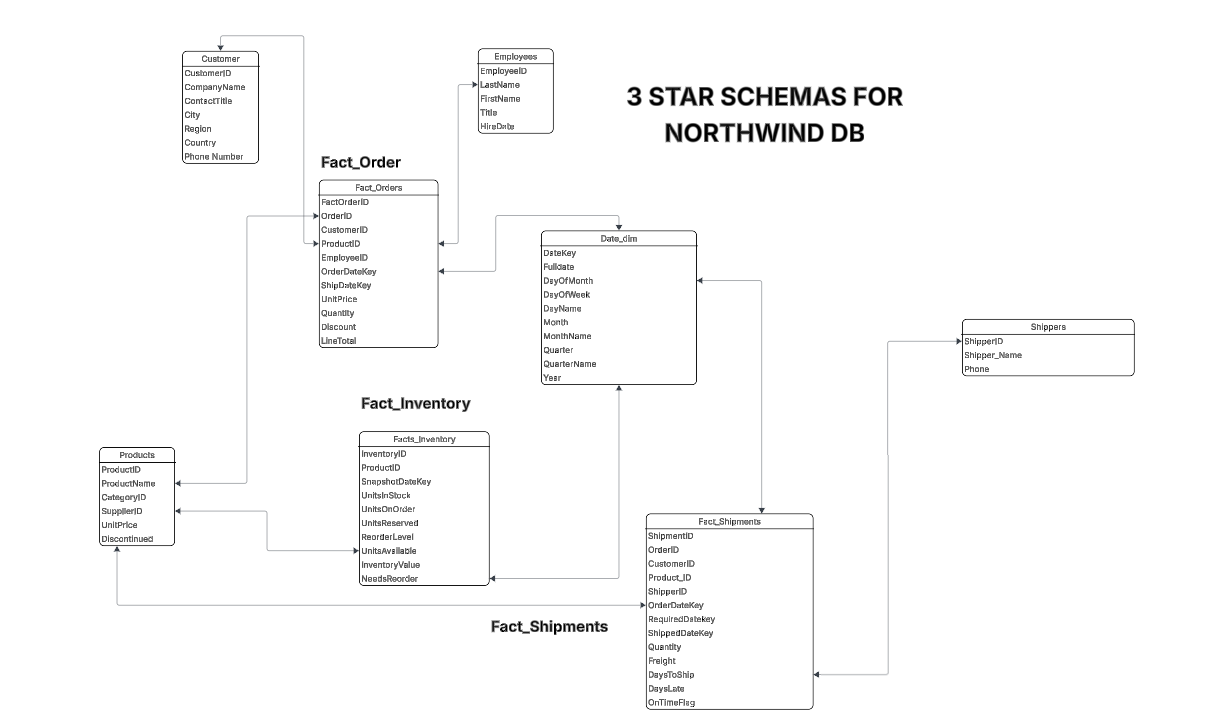 3 STAR SCHEMAS FOR
NORTHWIND DB
Customer
CustomerID
CompanyName
ContactTitle
City
Region
Country
Phone Number
Employees
EmployeeID
LastName
FirstName
Title
HireDate
Fact_Order
Fact_Orders
FactOrderID
OrderID
CustomerID
ProductID
EmployeeID
OrderDateKey
ShipDateKey
UnitPrice
Quantity
Discount
LineTotal
Date_dim
DateKey
Fulldate
DayOfMonth
DayOfWeek
DayName
Month
MonthName
Quarter
QuarterName
Year
Shippers
ShipperID
Shipper_Name
Phone
Fact_Inventory
Facts_Inventory
InventoryID
ProductID
SnapshotDateKey
UnitsInStock
UnitsOnOrder
UnitsReserved
ReorderLevel
UnitsAvailable
InventoryValue
NeedsReorder
Products
ProductID
ProductName
CategoryID
SupplierID
UnitPrice
Discontinued
Fact_Shipments
Fact_Shipments
ShipmentID
OrderID
CustomerID
Product_ID
ShipperID
OrderDateKey
RequiredDatekey
ShippedDateKey
Quantity
Freight
DaysToShip
DaysLate
OnTimeFlag